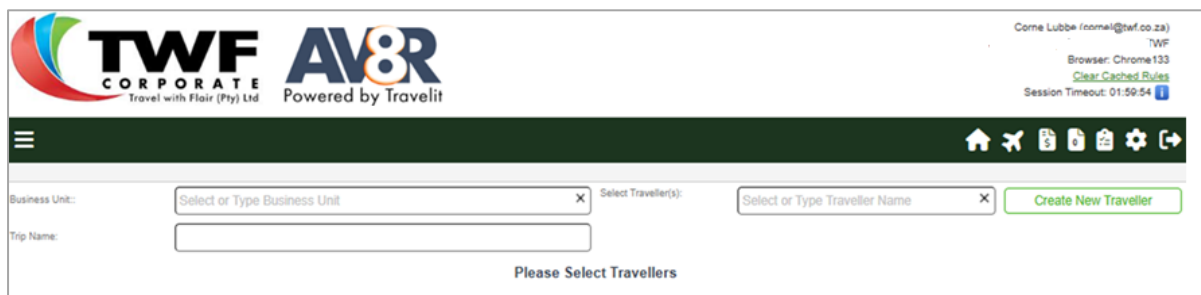 TWF
CORPORATE
Travel with Flair (Pty) Ltd
AV8R
Powered by Travelit
Corne Lubbe (cornel@twf.co.za)
TWF
Browser: Chrome133
Clear Cached Rules
Session Timeout: 01:59:54 i
Business Unit::
Select or Type Business Unit ×
Select Traveller(s):
Select or Type Traveller Name ×
Create New Traveller
Trip Name:
Please Select Travellers